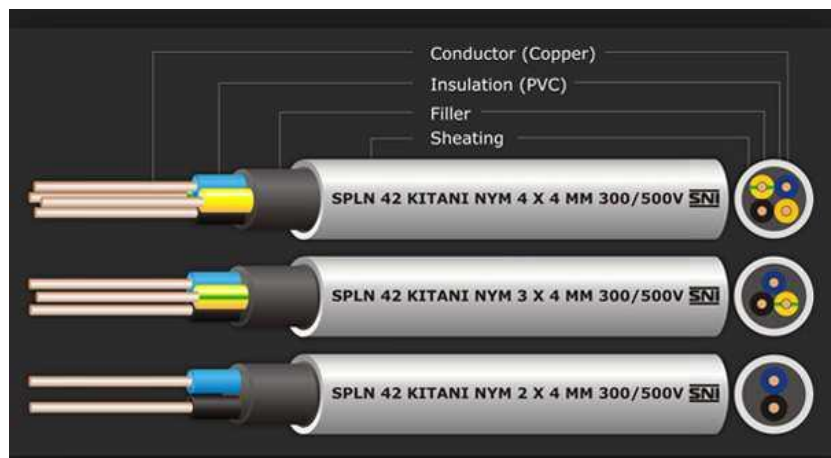 Conductor (Copper)
Insulation (PVC)
Filler
Sheating
SPLN 42 KITANI NYM 4 X 4 MM 300/500V SNI
SPLN 42 KITANI NYM 3 X 4 MM 300/500V SNI
SPLN 42 KITANI NYM 2 X 4 MM 300/500V SNI